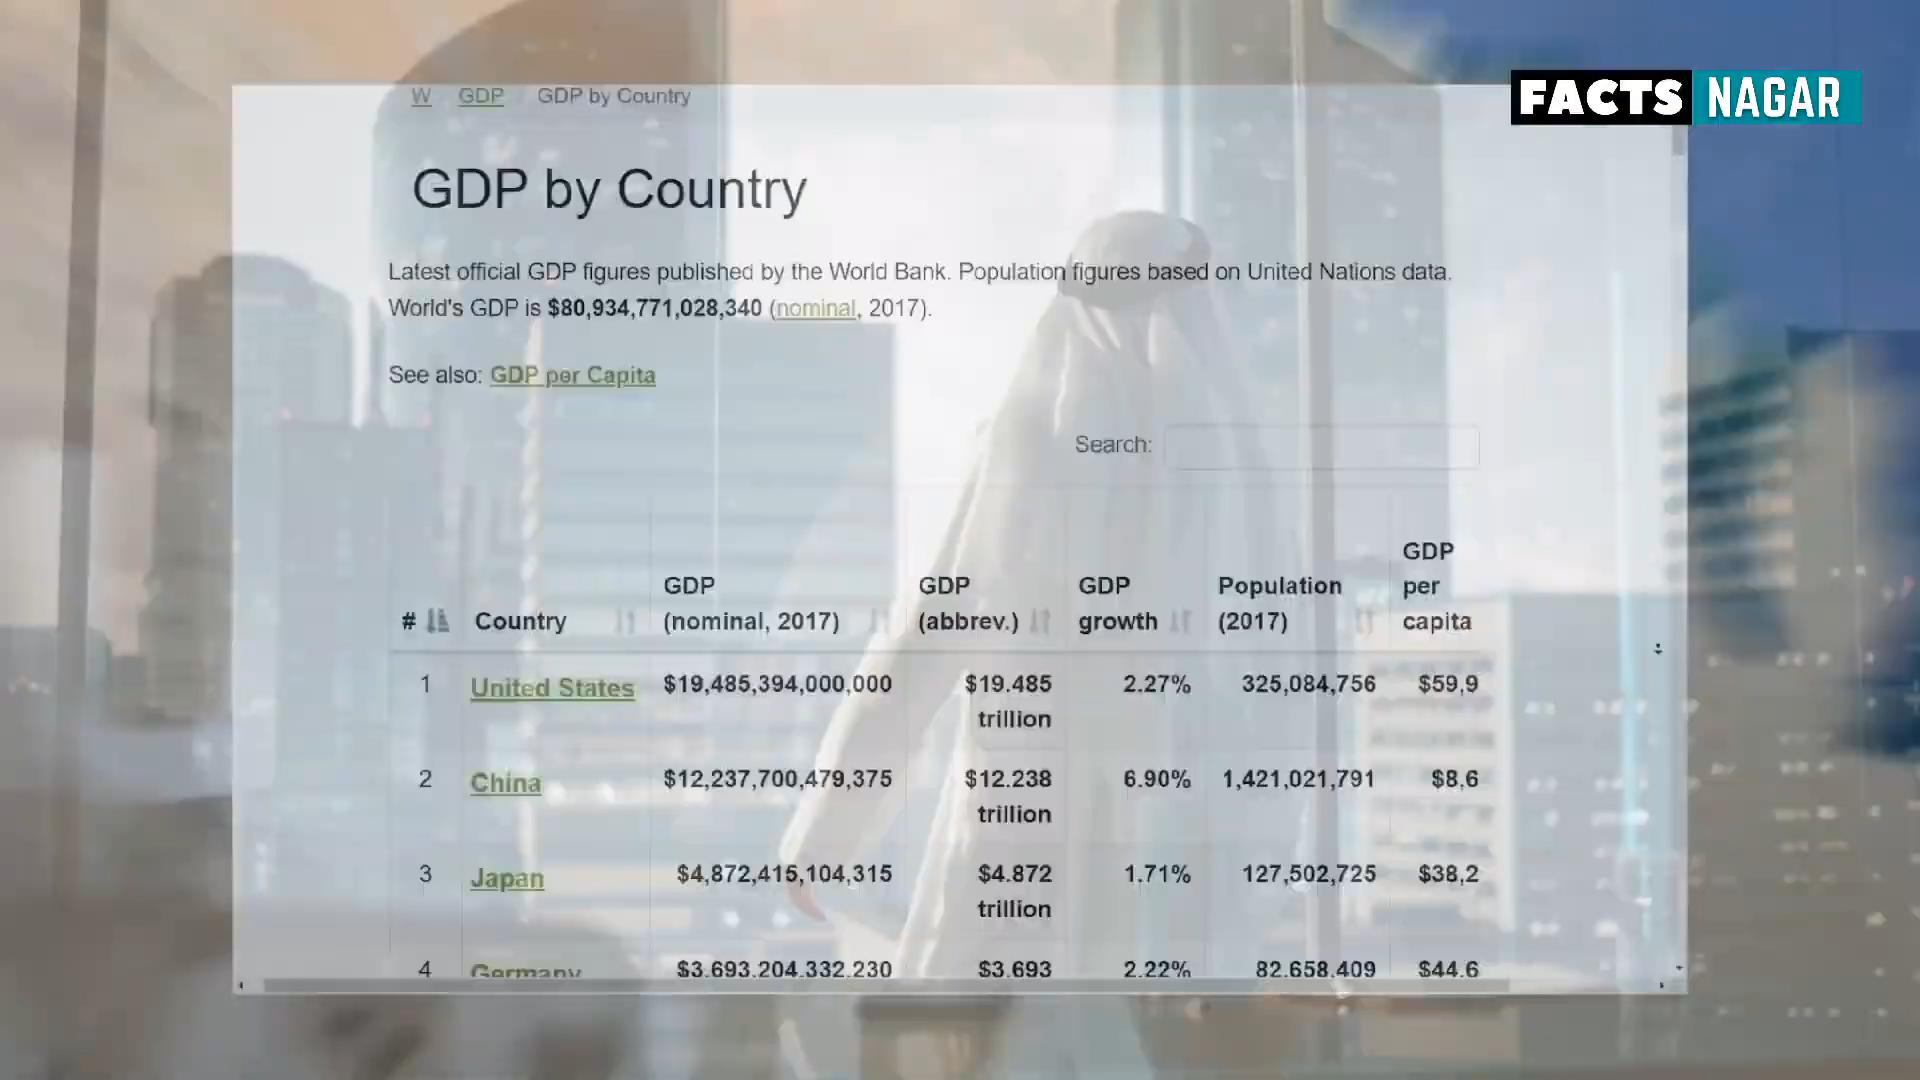 FACTS NAGAR
W GDP GDP by Country
GDP by Country
Latest official GDP figures published by the World Bank. Population figures based on United Nations data.
World's GDP is $80,934,771,028,340 (nominal, 2017).
See also: GDP per Capita
Search:
# Country GDP (nominal, 2017) GDP (abbrev.) GDP growth Population (2017) GDP per capita
1 United States $19,485,394,000,000 $19.485 trillion 2.27% 325,084,756 $59,9
2 China $12,237,700,479,375 $12.238 trillion 6.90% 1,421,021,791 $8,6
3 Japan $4,872,415,104,315 $4.872 trillion 1.71% 127,502,725 $38,2
4 Germany $3,693,204,332,230 $3.693 2.22% 82,658,409 $44,6